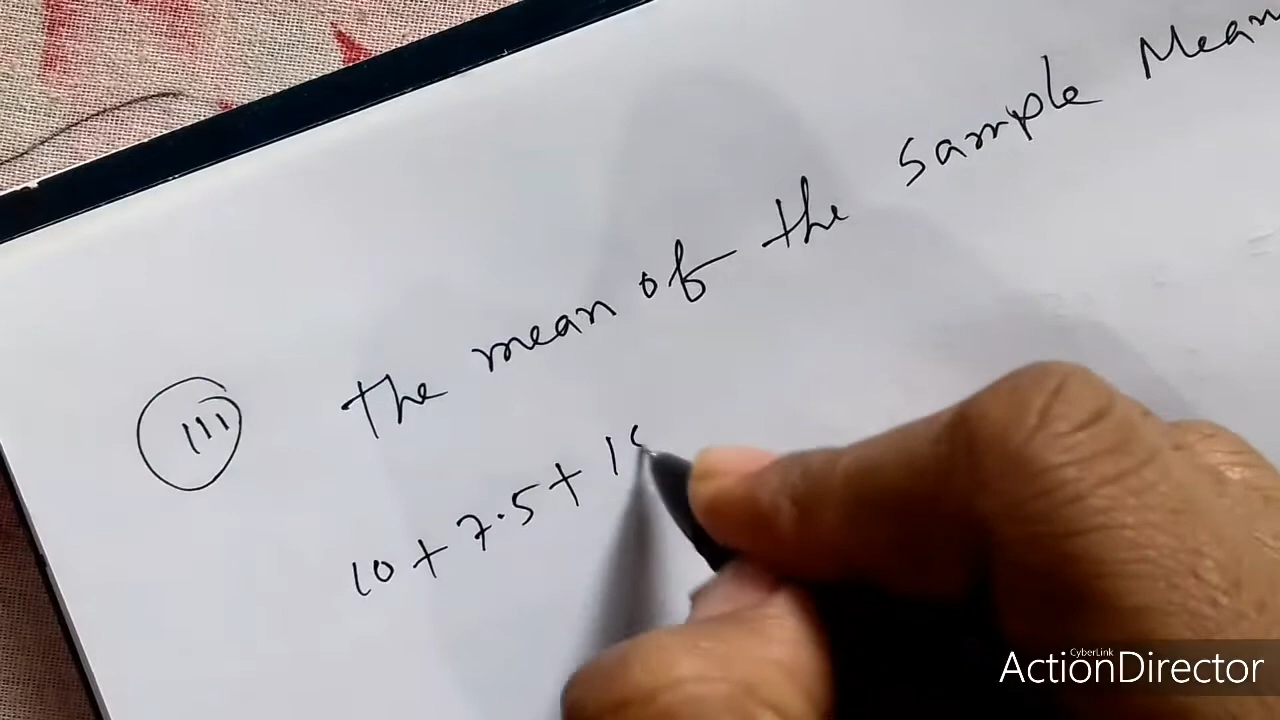 III The mean of the sample Mean
10 + 7.5 + 1
CyberLink
ActionDirector